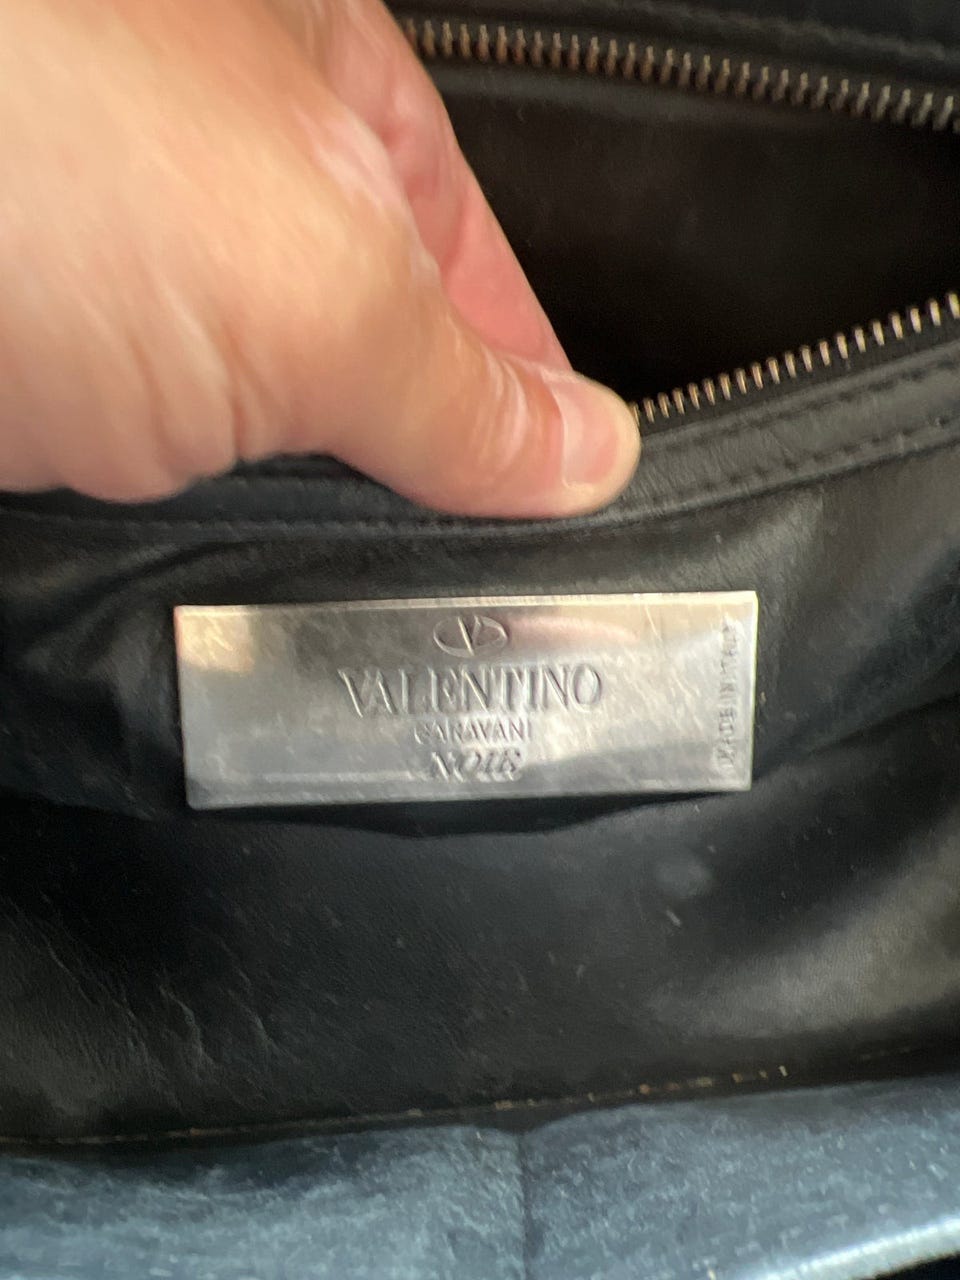 V
VALENTINO
GARAVANI
NOIR
MADE IN ITALY